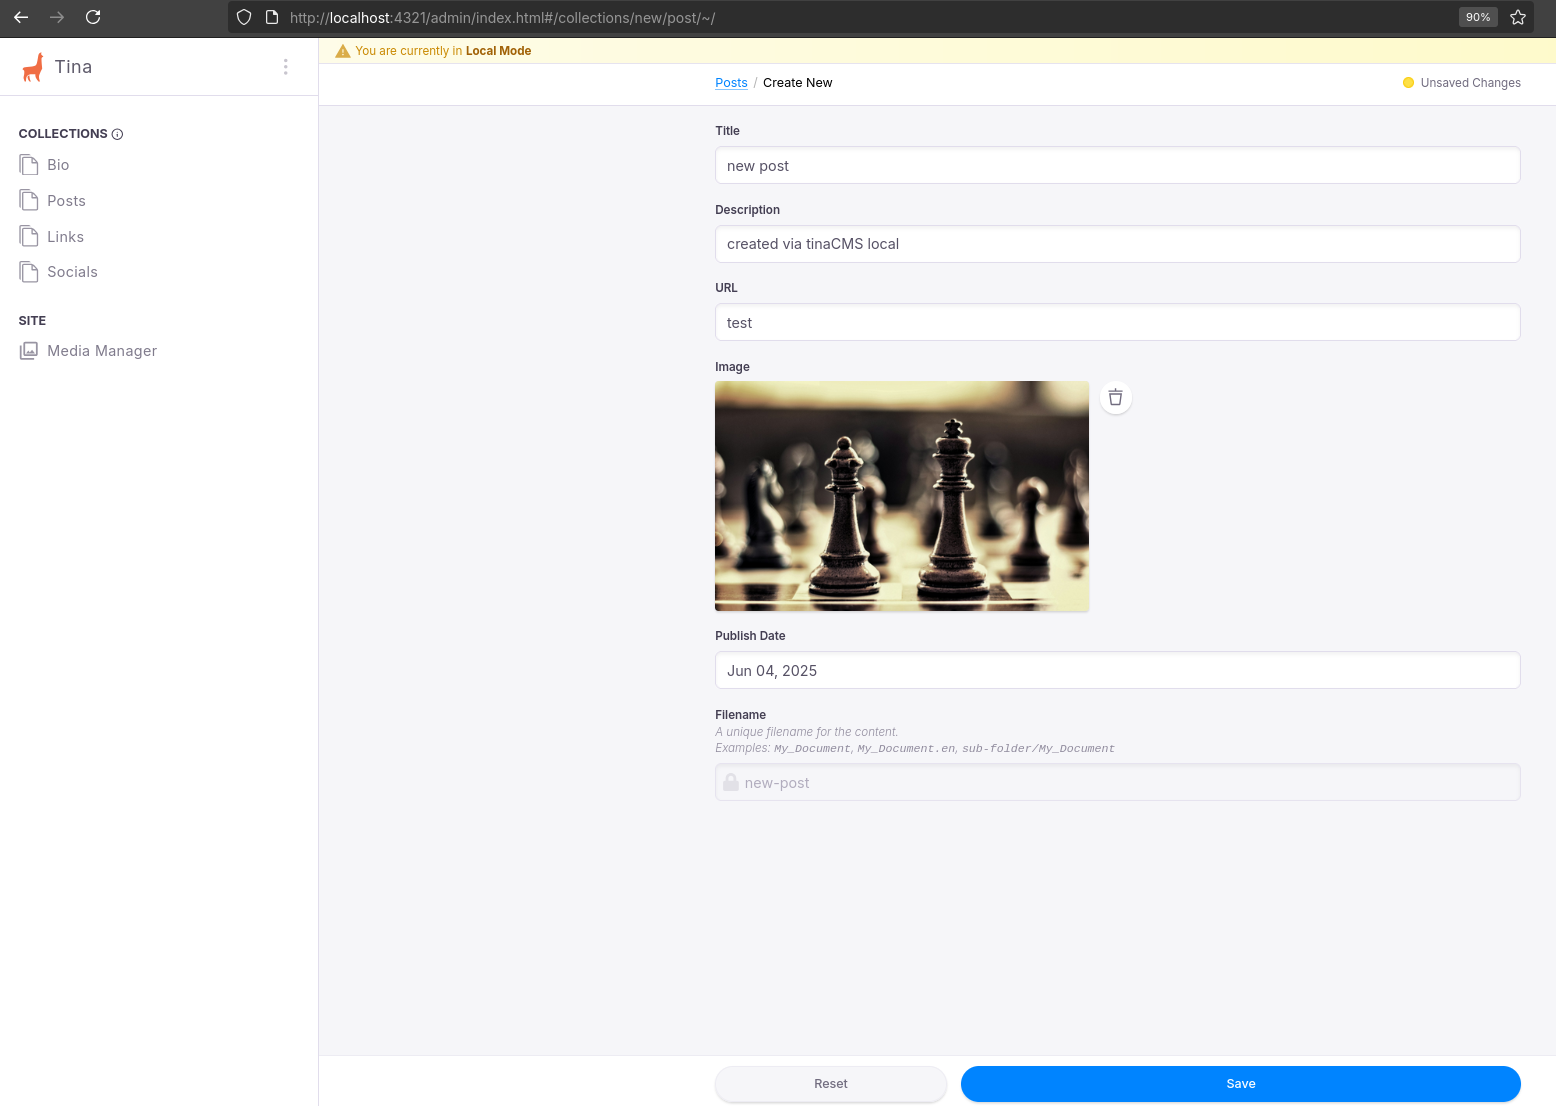 http://localhost:4321/admin/index.html#/collections/new/post/~/
90%
Tina
You are currently in Local Mode
Posts / Create New
Unsaved Changes
COLLECTIONS
Bio
Posts
Links
Socials
SITE
Media Manager
Title
new post
Description
created via tinaCMS local
URL
test
Image
Publish Date
Jun 04, 2025
Filename
A unique filename for the content.
Examples: My_Document, My_Document.en, sub-folder/My_Document
new-post
Reset
Save